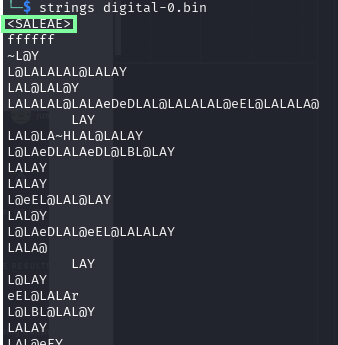 └─$ strings digital-0.bin
<SALEAE>
ffffff
~L@Y
L@LALALAL@LALAY
LAL@LAL@Y
LALALAL@LALAeDeDLAL@LALALAL@eEL@LALALA@
LAY
LAL@LA~HLAL@LALAY
L@LAeDLALAeDL@LBL@LAY
LALAY
LALAY
L@eEL@LAL@LAY
LAL@Y
L@LAeDLAL@eEL@LALALAY
LALA@
LAY
L@LAY
eEL@LALAr
L@LBL@LAL@Y
LALAY
LAL@eEY